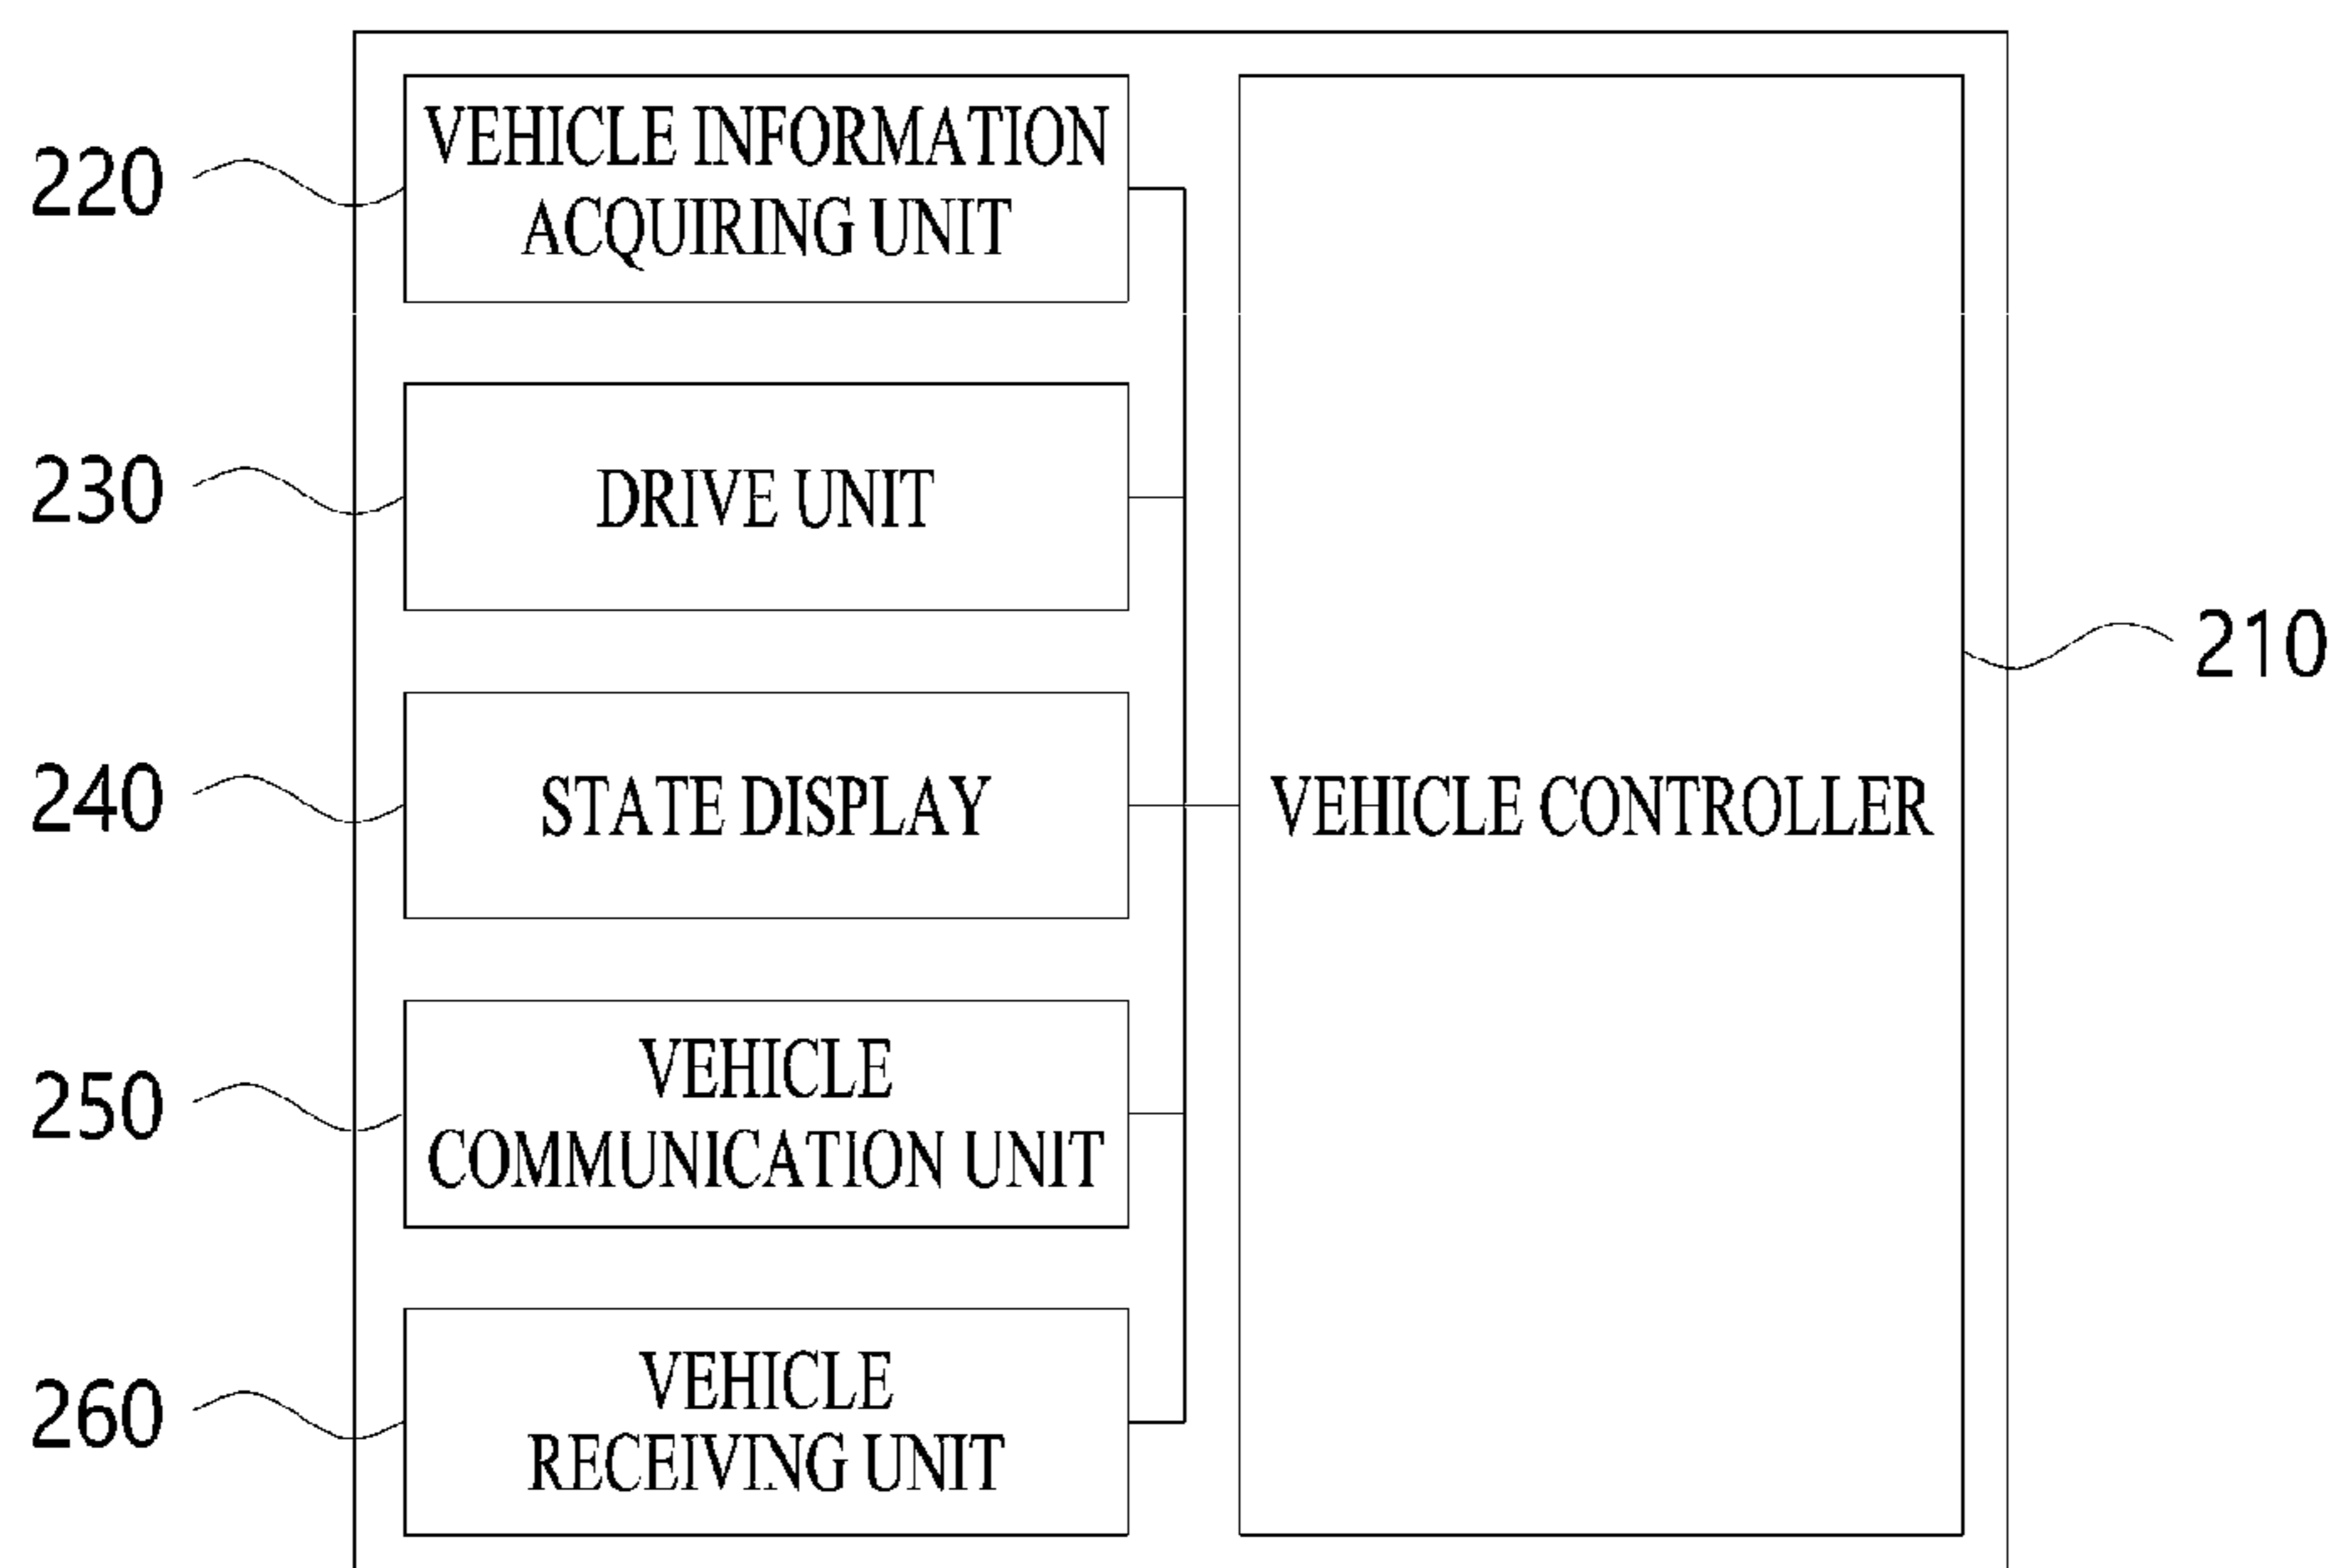 220
VEHICLE INFORMATION
ACQUIRING UNIT
230
DRIVE UNIT
210
240
STATE DISPLAY
VEHICLE CONTROLLER
250
VEHICLE
COMMUNICATION UNIT
260
VEHICLE
RECEIVING UNIT